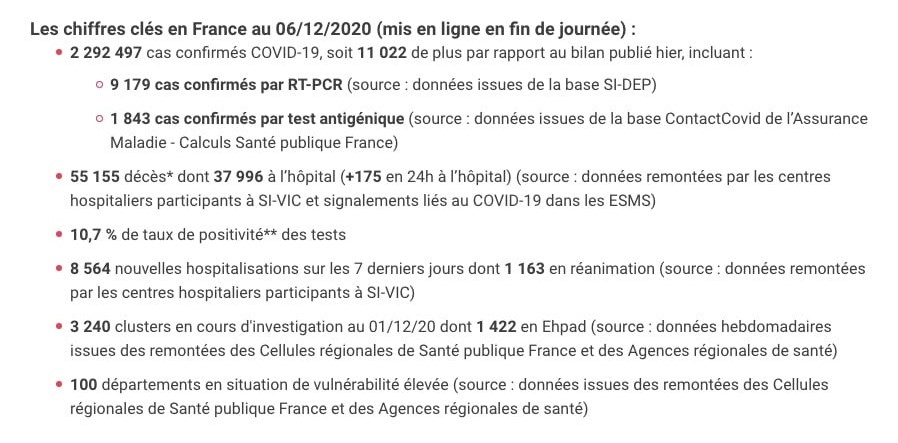 Les chiffres clés en France au 06/12/2020 (mis en ligne en fin de journée) :
2 292 497 cas confirmés COVID-19, soit 11 022 de plus par rapport au bilan publié hier, incluant :
9 179 cas confirmés par RT-PCR (source : données issues de la base SI-DEP)
1 843 cas confirmés par test antigénique (source : données issues de la base ContactCovid de l’Assurance
Maladie - Calculs Santé publique France)
55 155 décès* dont 37 996 à l’hôpital (+175 en 24h à l’hôpital) (source : données remontées par les centres
hospitaliers participants à SI-VIC et signalements liés au COVID-19 dans les ESMS)
10,7 % de taux de positivité** des tests
8 564 nouvelles hospitalisations sur les 7 derniers jours dont 1 163 en réanimation (source : données remontées
par les centres hospitaliers participants à SI-VIC)
3 240 clusters en cours d'investigation au 01/12/20 dont 1 422 en Ehpad (source : données hebdomadaires
issues des remontées des Cellules régionales de Santé publique France et des Agences régionales de santé)
100 départements en situation de vulnérabilité élevée (source : données issues des remontées des Cellules
régionales de Santé publique France et des Agences régionales de santé)